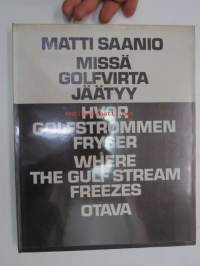 MATTI SAANIO
MISSÄ
GOLFVIRTA
JÄÄTYY
HVOR
GOLFSTRØMMEN
FRYSER
WHERE
THE GULF STREAM
FREEZES
OTAVA